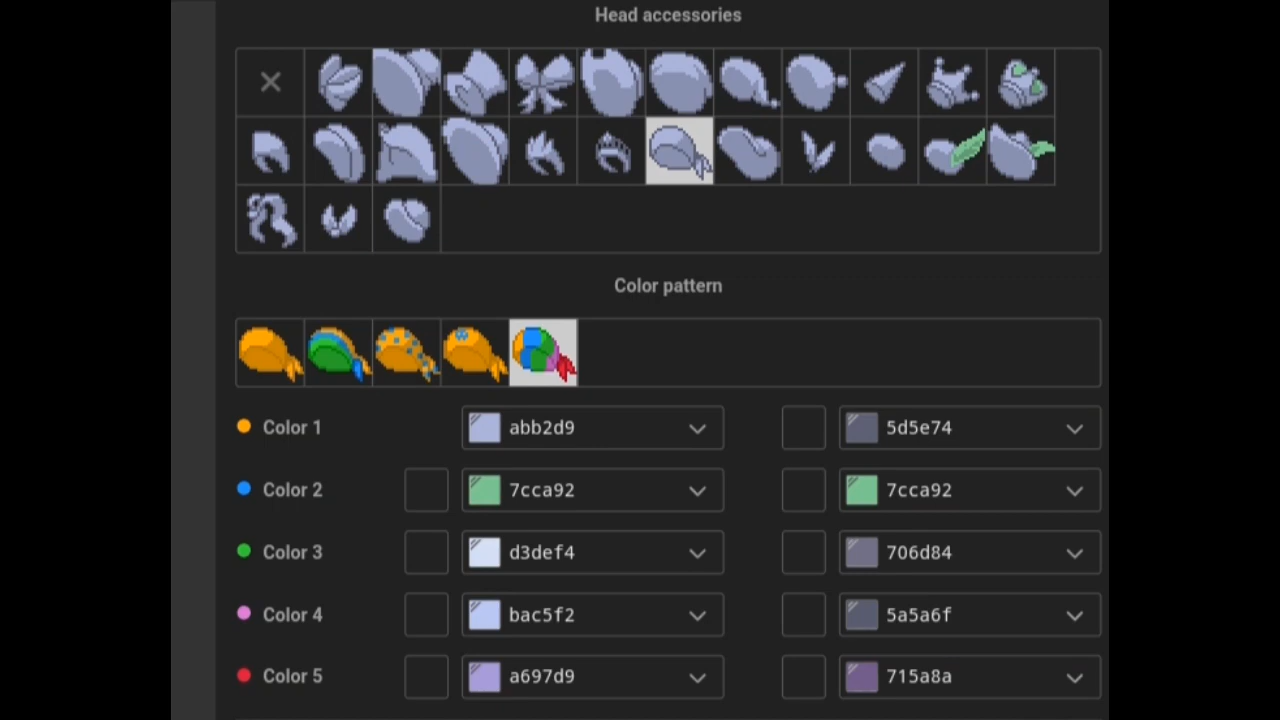 Head accessories
Color pattern
Color 1 abb2d9 5d5e74
Color 2 7cca92 7cca92
Color 3 d3def4 706d84
Color 4 bac5f2 5a5a6f
Color 5 a697d9 715a8a